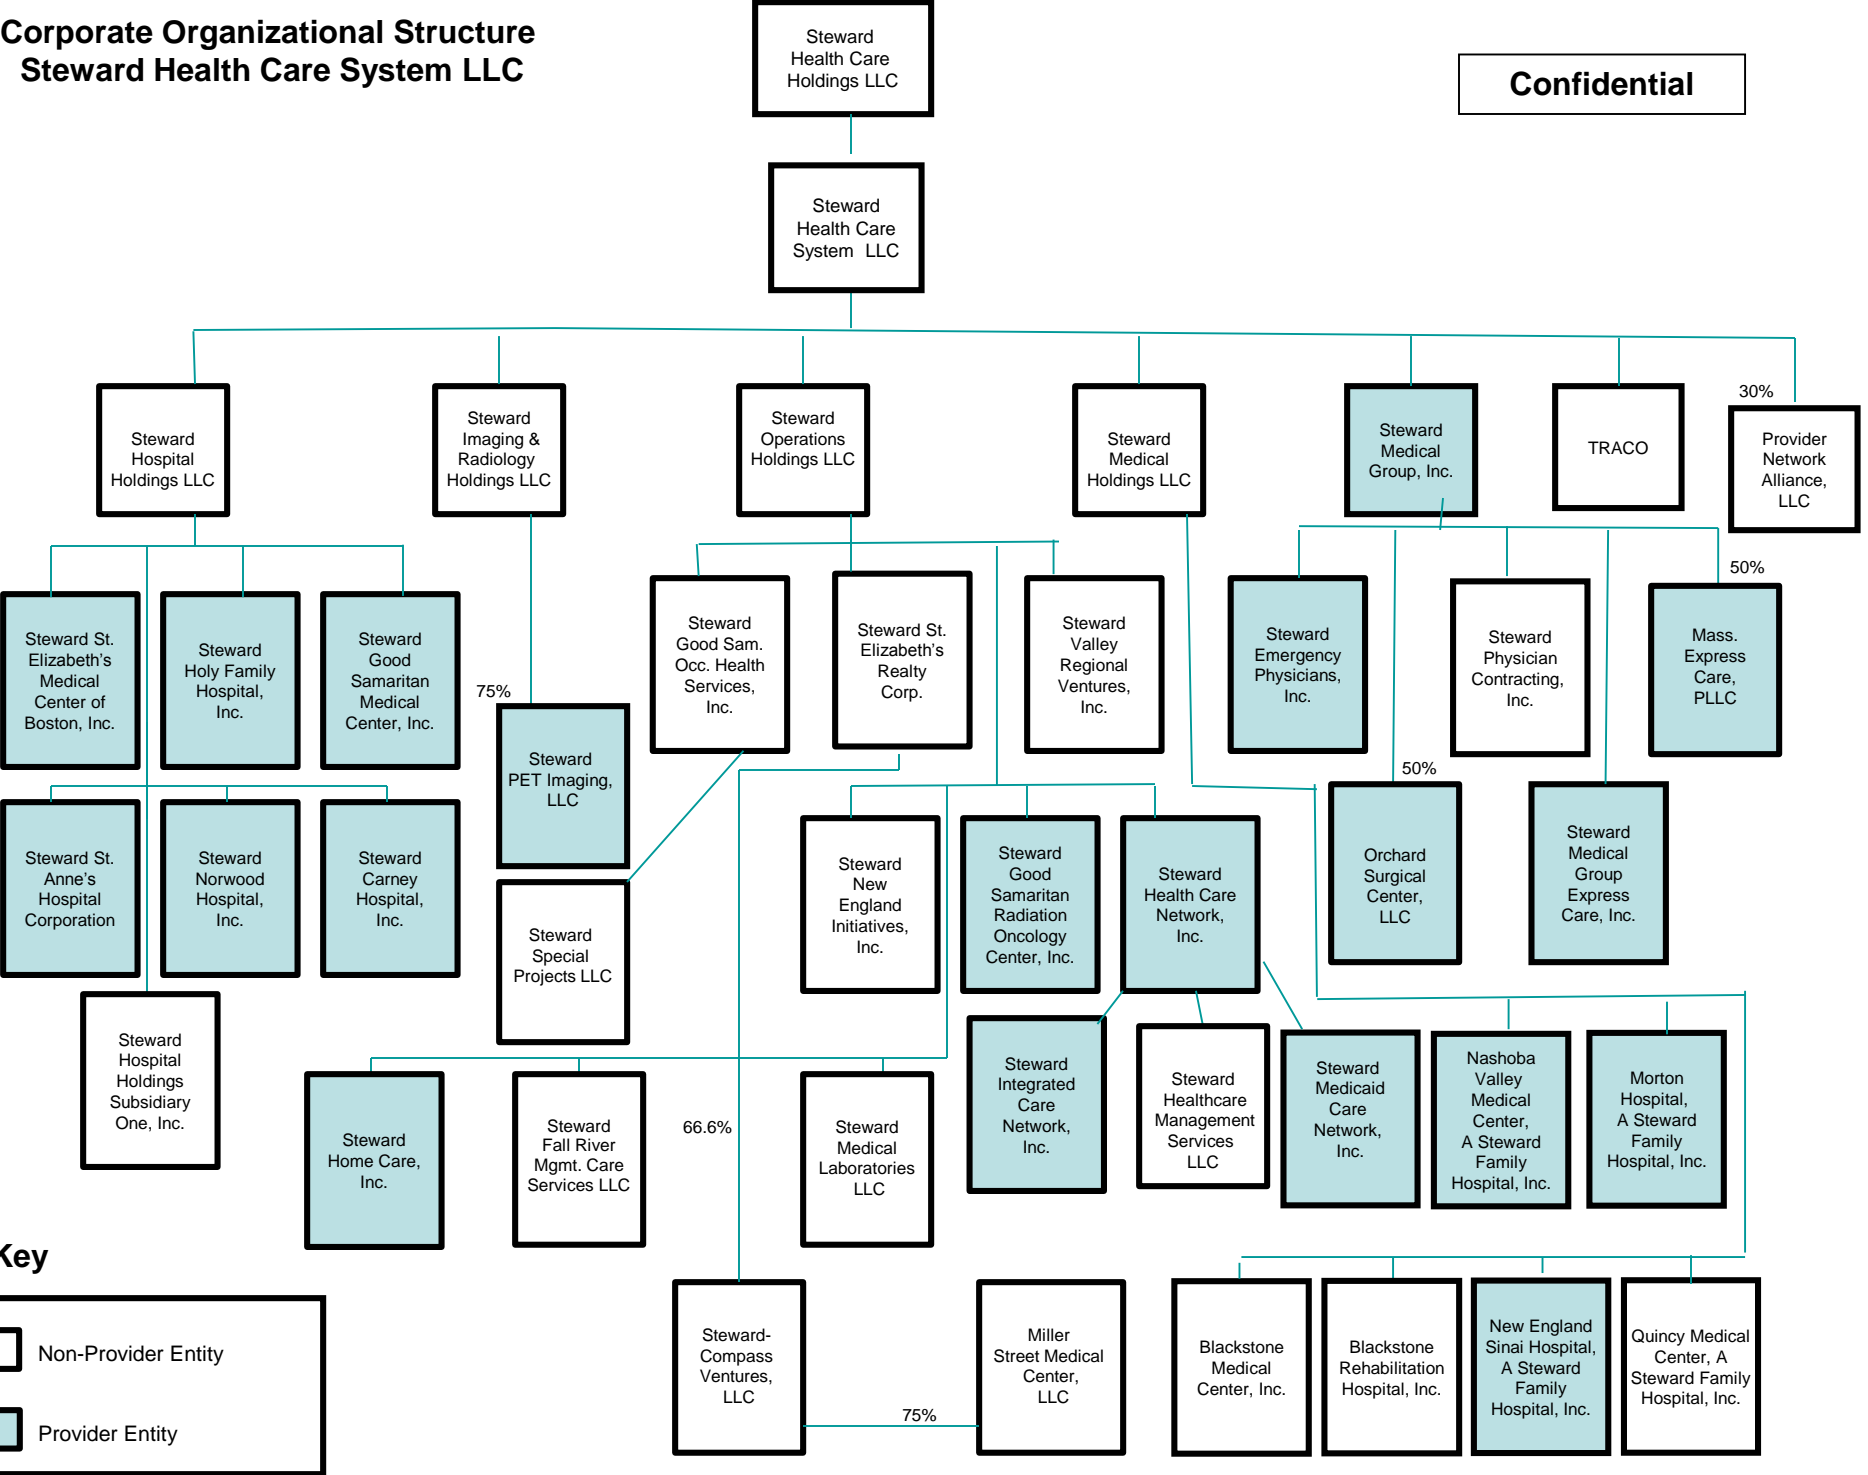 Corporate Organizational Structure
Steward Health Care System LLC
Confidential
Steward
Health Care
Holdings LLC
Steward
Health Care
System LLC
Steward
Hospital
Holdings LLC
Steward
Imaging &
Radiology
Holdings LLC
Steward
Operations
Holdings LLC
Steward
Medical
Holdings LLC
Steward
Medical
Group, Inc.
TRACO
30%
Provider
Network
Alliance,
LLC
Steward St.
Elizabeth’s
Medical
Center of
Boston, Inc.
Steward
Holy Family
Hospital,
Inc.
Steward
Good
Samaritan
Medical
Center, Inc.
75%
Steward
PET Imaging,
LLC
Steward
Good Sam.
Occ. Health
Services,
Inc.
Steward St.
Elizabeth’s
Realty
Corp.
Steward
Valley
Regional
Ventures,
Inc.
Steward
Emergency
Physicians,
Inc.
Steward
Physician
Contracting,
Inc.
50%
Mass.
Express
Care,
PLLC
Steward St.
Anne’s
Hospital
Corporation
Steward
Norwood
Hospital,
Inc.
Steward
Carney
Hospital,
Inc.
Steward
Special
Projects LLC
Steward
New
England
Initiatives,
Inc.
Steward
Good
Samaritan
Radiation
Oncology
Center, Inc.
Steward
Health Care
Network,
Inc.
50%
Orchard
Surgical
Center,
LLC
Steward
Medical
Group
Express
Care, Inc.
Steward
Hospital
Holdings
Subsidiary
One, Inc.
Steward
Home Care,
Inc.
Steward
Fall River
Mgmt. Care
Services LLC
66.6%
Steward
Medical
Laboratories
LLC
Steward
Integrated
Care
Network,
Inc.
Steward
Healthcare
Management
Services
LLC
Steward
Medicaid
Care
Network,
Inc.
Nashoba
Valley
Medical
Center,
A Steward
Family
Hospital, Inc.
Morton
Hospital,
A Steward
Family
Hospital, Inc.
Key
Non-Provider Entity
Provider Entity
Steward-
Compass
Ventures,
LLC
75%
Miller
Street Medical
Center,
LLC
Blackstone
Medical
Center, Inc.
Blackstone
Rehabilitation
Hospital, Inc.
New England
Sinai Hospital,
A Steward
Family
Hospital, Inc.
Quincy Medical
Center, A
Steward Family
Hospital, Inc.